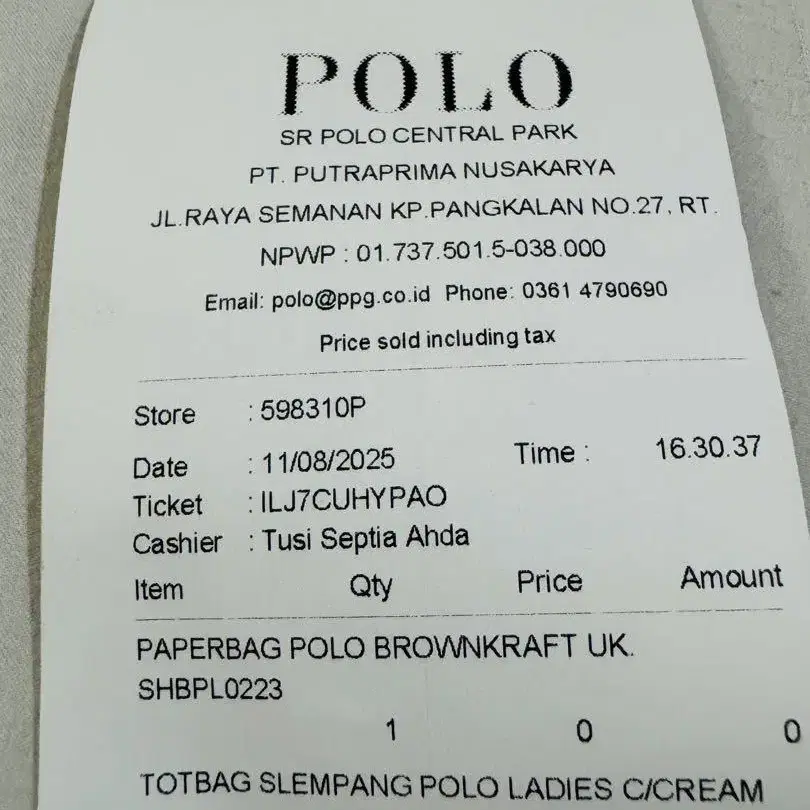 POLO
SR POLO CENTRAL PARK
PT. PUTRAPRIMA NUSAKARYA
JL.RAYA SEMANAN KP.PANGKALAN NO.27, RT.
NPWP : 01.737.501.5-038.000
Email: polo@ppg.co.id Phone: 0361 4790690
Price sold including tax
Store : 598310P
Date : 11/08/2025 Time : 16.30.37
Ticket : ILJ7CUHYPAO
Cashier : Tusi Septia Ahda
Item Qty Price Amount
PAPERBAG POLO BROWNKRAFT UK.
SHBPL0223
1 0 0
TOTBAG SLEMPANG POLO LADIES C/CREAM